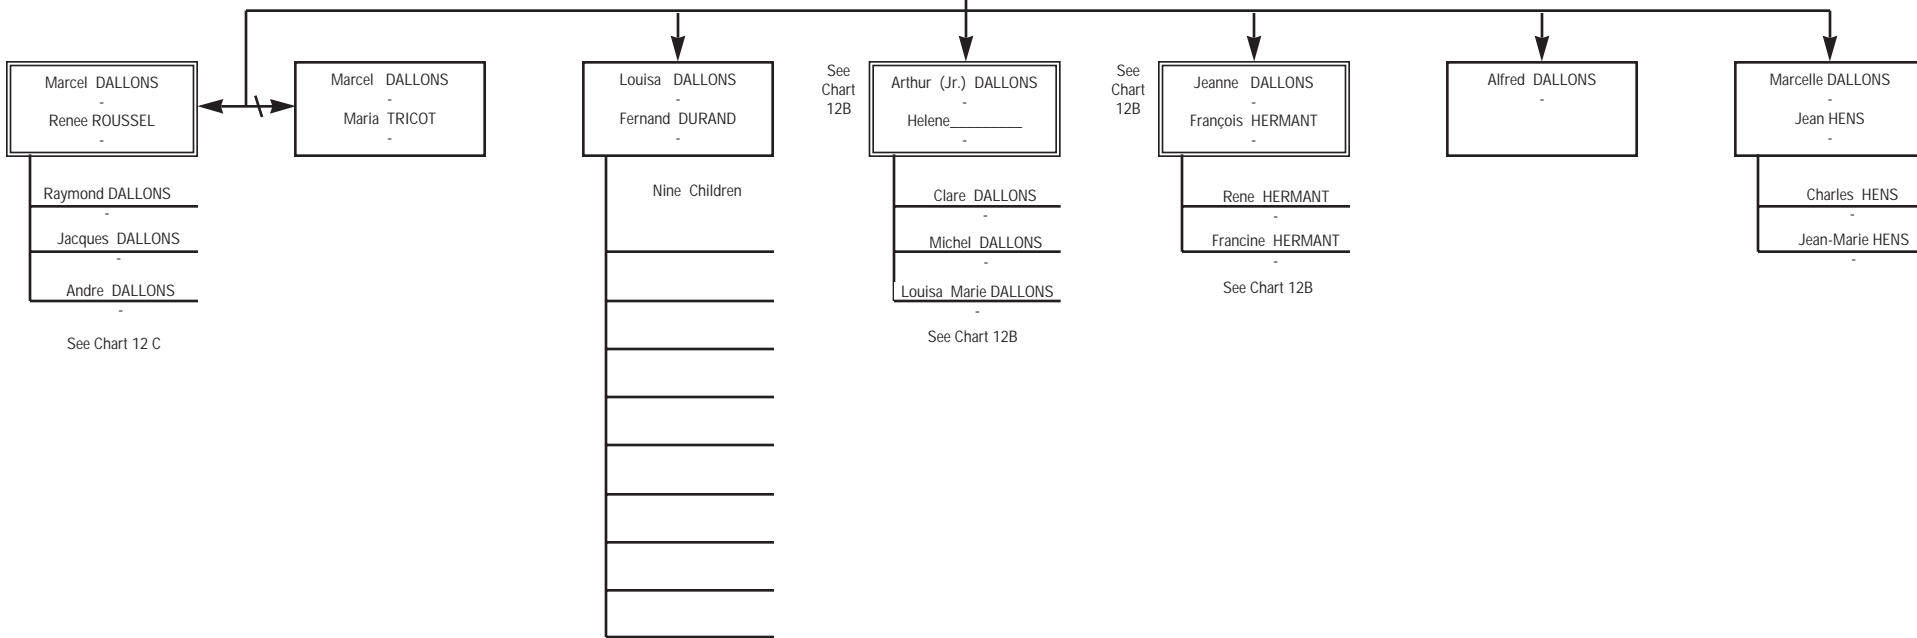 Marcel DALLONS
-
Renee ROUSSEL
-
Raymond DALLONS
-
Jacques DALLONS
-
Andre DALLONS
-
See Chart 12 C
Marcel DALLONS
-
Maria TRICOT
-
Louisa DALLONS
-
Fernand DURAND
-
Nine Children
See
Chart
12B
Arthur (Jr.) DALLONS
-
Helene_________
-
Clare DALLONS
-
Michel DALLONS
-
Louisa Marie DALLONS
-
See Chart 12B
See
Chart
12B
Jeanne DALLONS
-
François HERMANT
-
Rene HERMANT
-
Francine HERMANT
-
See Chart 12B
Alfred DALLONS
-
Marcelle DALLONS
-
Jean HENS
-
Charles HENS
-
Jean-Marie HENS
-